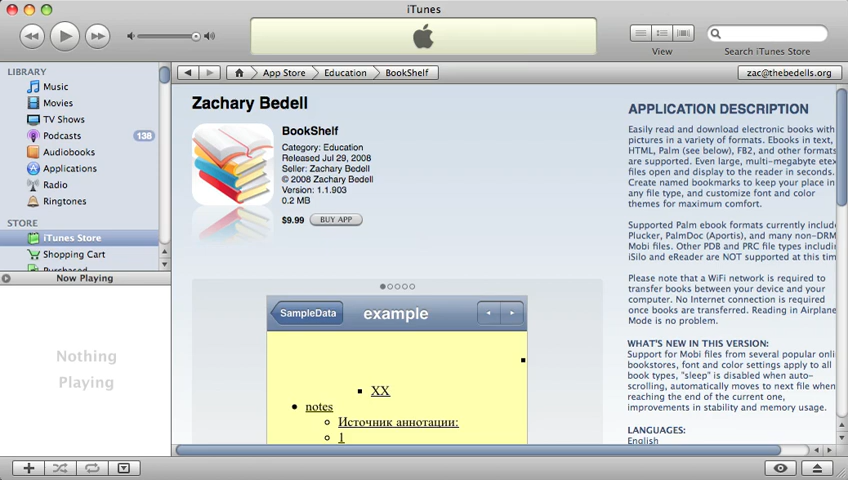 iTunes
View
Search iTunes Store
LIBRARY
Music
Movies
TV Shows
Podcasts 138
Audiobooks
Applications
Radio
Ringtones
STORE
iTunes Store
Shopping Cart
Purchased
Now Playing
Nothing
Playing
App Store Education BookShelf
zac@thebedells.org
Zachary Bedell
BookShelf
Category: Education
Released Jul 29, 2008
Seller: Zachary Bedell
© 2008 Zachary Bedell
Version: 1.1.903
0.2 MB
$9.99 BUY APP
SampleData
example
XX
notes
Источник аннотации:
1
APPLICATION DESCRIPTION
Easily read and download electronic books with
pictures in a variety of formats. Ebooks in text,
HTML, Palm (see below), FB2, and other formats
are supported. Even large, multi-megabyte etex
files open and display to the reader in seconds.
Create named bookmarks to keep your place in
any file type, and customize font and color
themes for maximum comfort.
Supported Palm ebook formats currently include
Plucker, PalmDoc (Aportis), and many non-DRM
Mobi files. Other PDB and PRC file types includi
iSilo and eReader are NOT supported at this tim
Please note that a WiFi network is required to
transfer books between your device and your
computer. No Internet connection is required
once books are transferred. Reading in Airplane
Mode is no problem.
WHAT'S NEW IN THIS VERSION:
Support for Mobi files from several popular onli
bookstores, font and color settings apply to all
book types, "sleep" is disabled when auto-
scrolling, automatically moves to next file when
reaching the end of the current one,
improvements in stability and memory usage.
LANGUAGES:
English